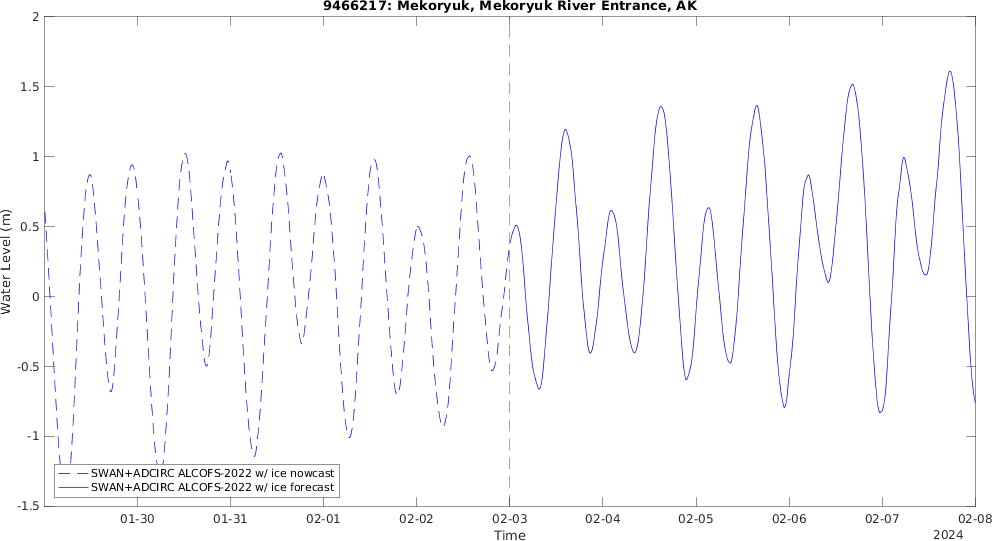 9466217: Mekoryuk, Mekoryuk River Entrance, AK
2
1.5
1
0.5
0
-0.5
-1
-1.5
Water Level (m)
SWAN+ADCIRC ALCOFS-2022 w/ ice nowcast
SWAN+ADCIRC ALCOFS-2022 w/ ice forecast
01-30 01-31 02-01 02-02 02-03 02-04 02-05 02-06 02-07 02-08
Time
2024